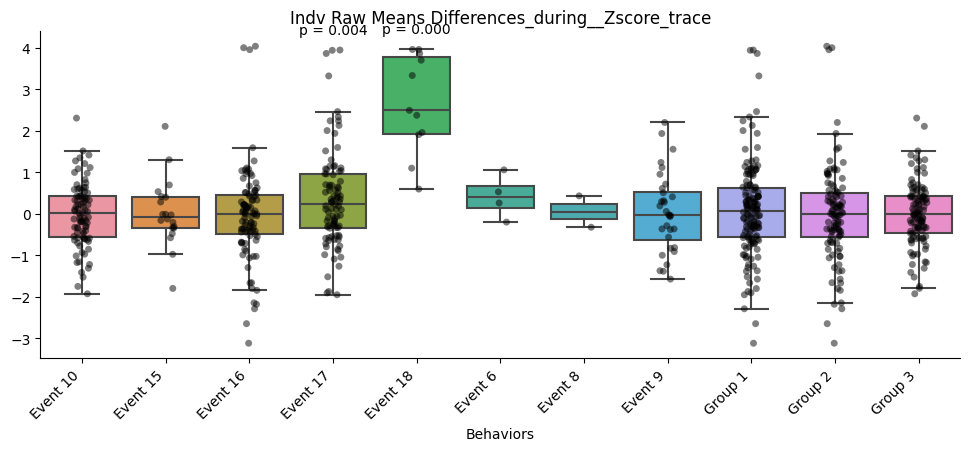 Indv Raw Means Differences_during__Zscore_trace
p = 0.004
p = 0.000
4
3
2
1
0
−1
−2
−3
Event 10
Event 15
Event 16
Event 17
Event 18
Event 6
Event 8
Event 9
Group 1
Group 2
Group 3
Behaviors